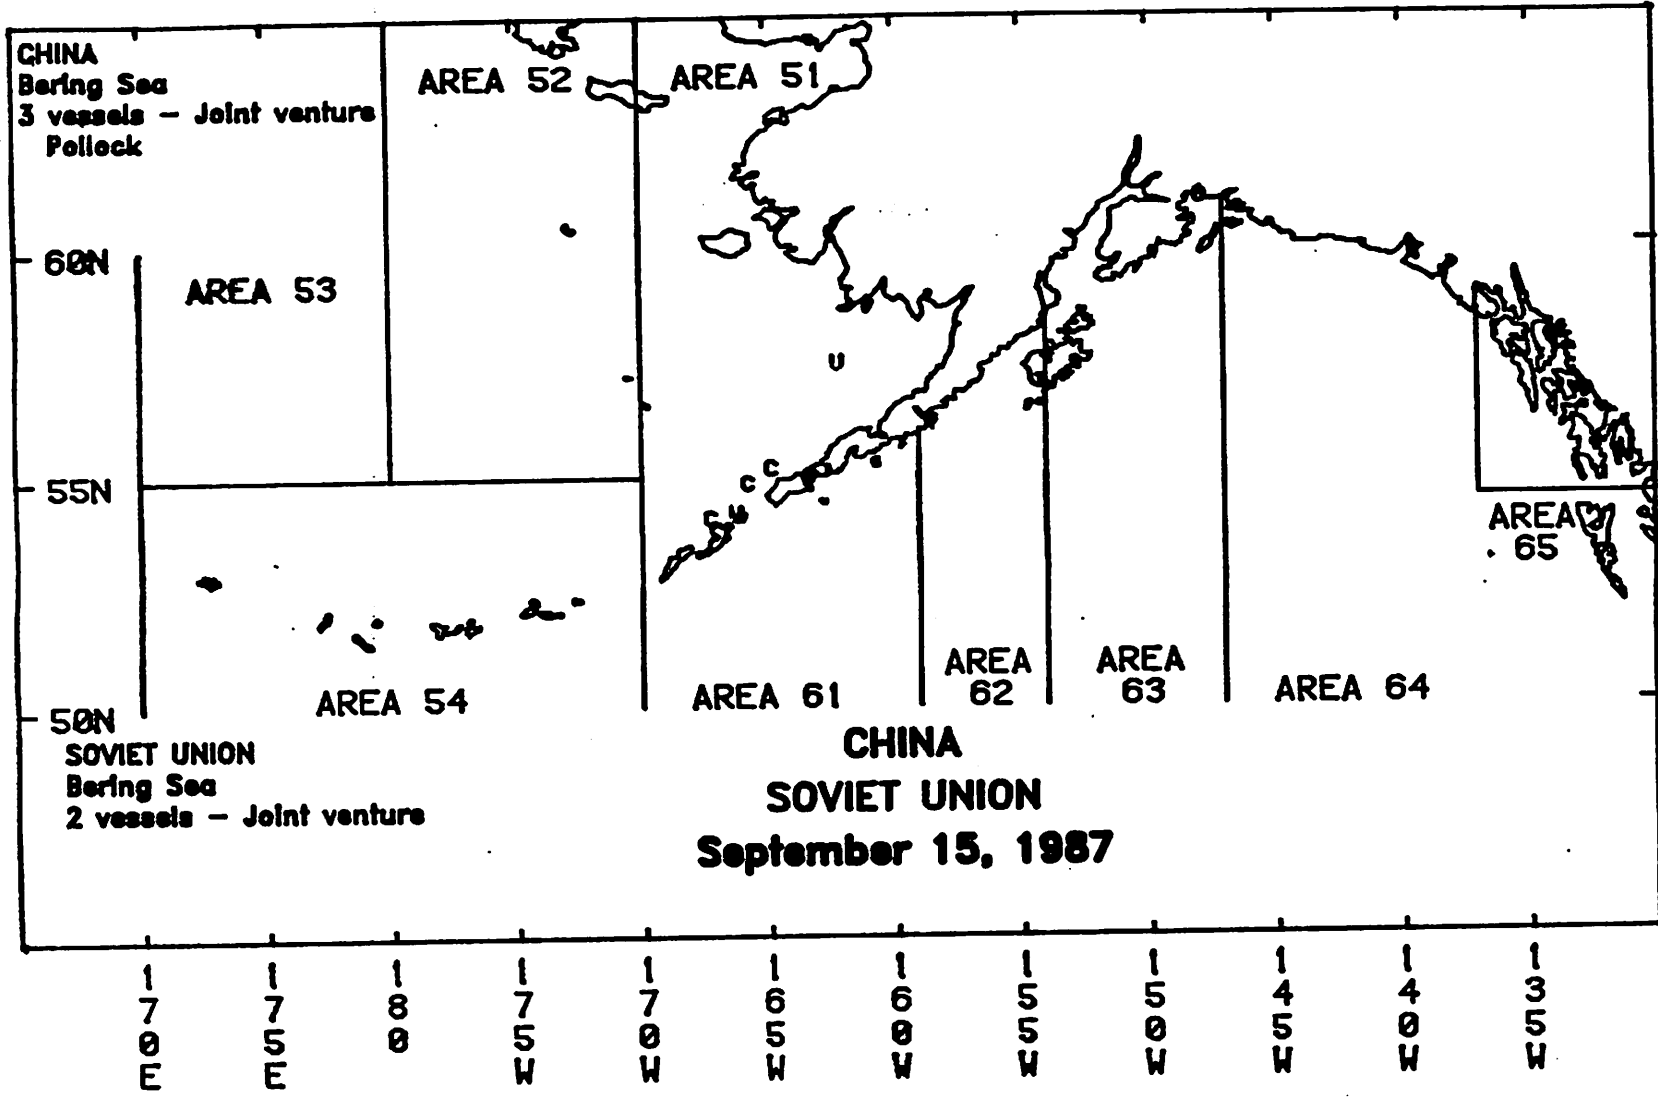 CHINA
Bering Sea
3 vessels – Joint venture
Pollock
AREA 52
AREA 51
60N
AREA 53
U
55N
C
C
C U
AREA
65
AREA 54
AREA 61
AREA
62
AREA
63
AREA 64
50N
SOVIET UNION
Bering Sea
2 vessels – Joint venture
CHINA
SOVIET UNION
September 15, 1987
170E
175E
180
175W
170W
165W
160W
155W
150W
145W
140W
135W